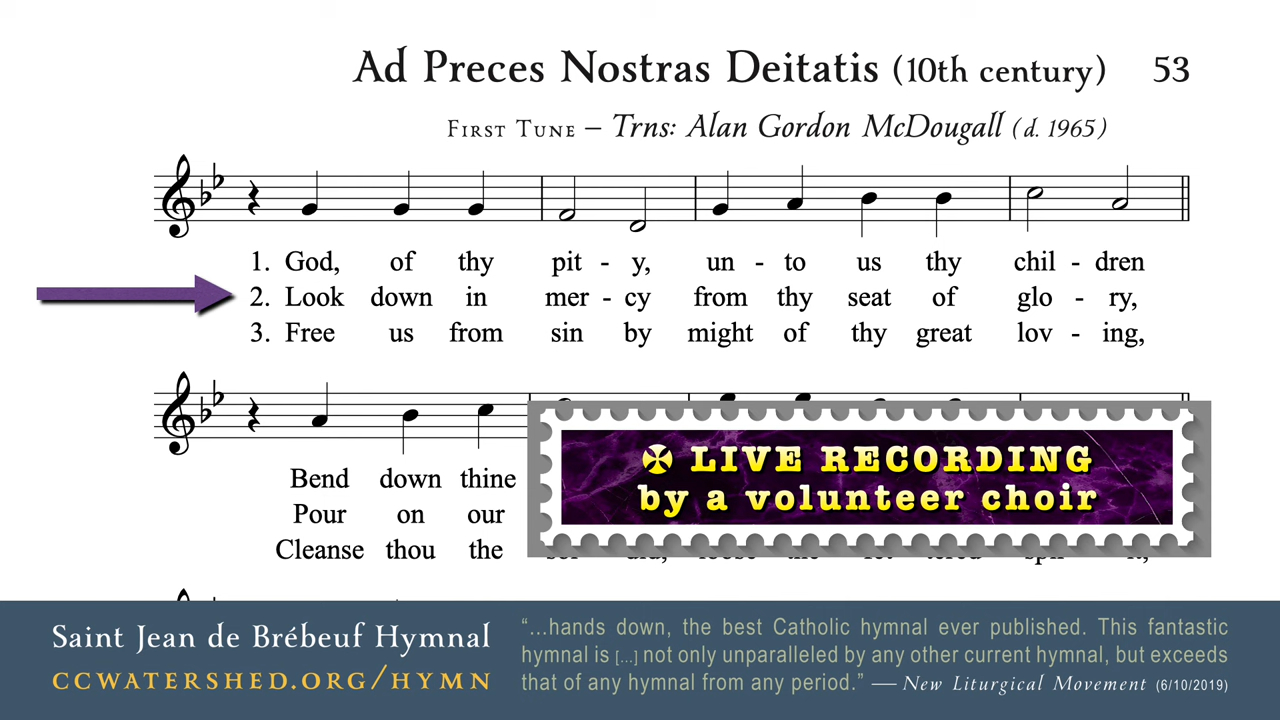 Ad Preces Nostras Deitatis (10th century) 53
First Tune – Trns: Alan Gordon McDougall (d. 1965)
1. God, of thy pit - y, un - to us thy chil - dren
2. Look down in mer - cy from thy seat of glo - ry,
3. Free us from sin by might of thy great lov - ing,
Bend down thine
Pour on our
Cleanse thou the
✠ LIVE RECORDING
by a volunteer choir
Saint Jean de Brébeuf Hymnal
CCWATERSHED.ORG/HYMN
“…hands down, the best Catholic hymnal ever published. This fantastic
hymnal is [...] not only unparalleled by any other current hymnal, but exceeds
that of any hymnal from any period.” — New Liturgical Movement (6/10/2019)